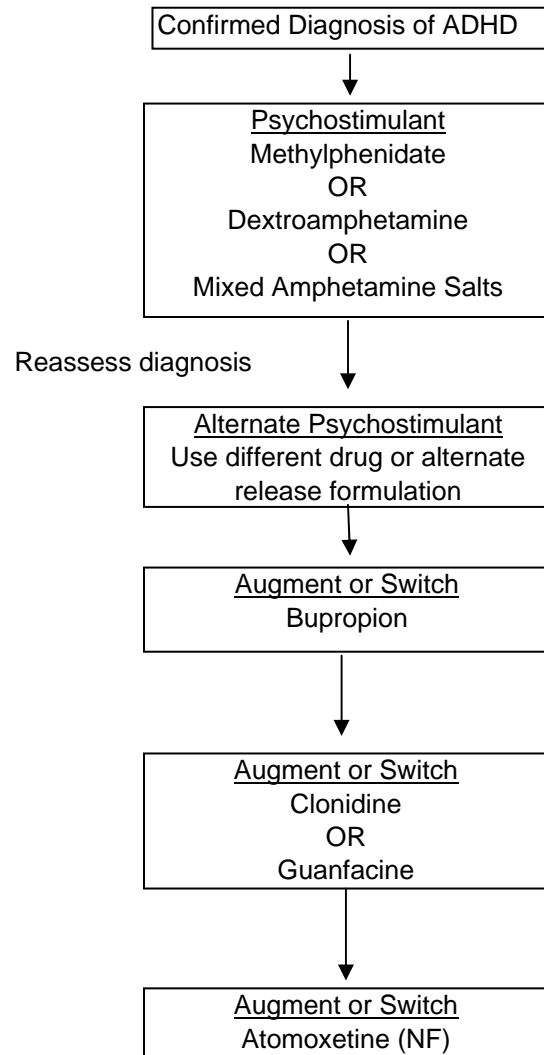 Confirmed Diagnosis of ADHD
Psychostimulant
Methylphenidate
OR
Dextroamphetamine
OR
Mixed Amphetamine Salts
Reassess diagnosis
Alternate Psychostimulant
Use different drug or alternate
release formulation
Augment or Switch
Bupropion
Augment or Switch
Clonidine
OR
Guanfacine
Augment or Switch
Atomoxetine (NF)